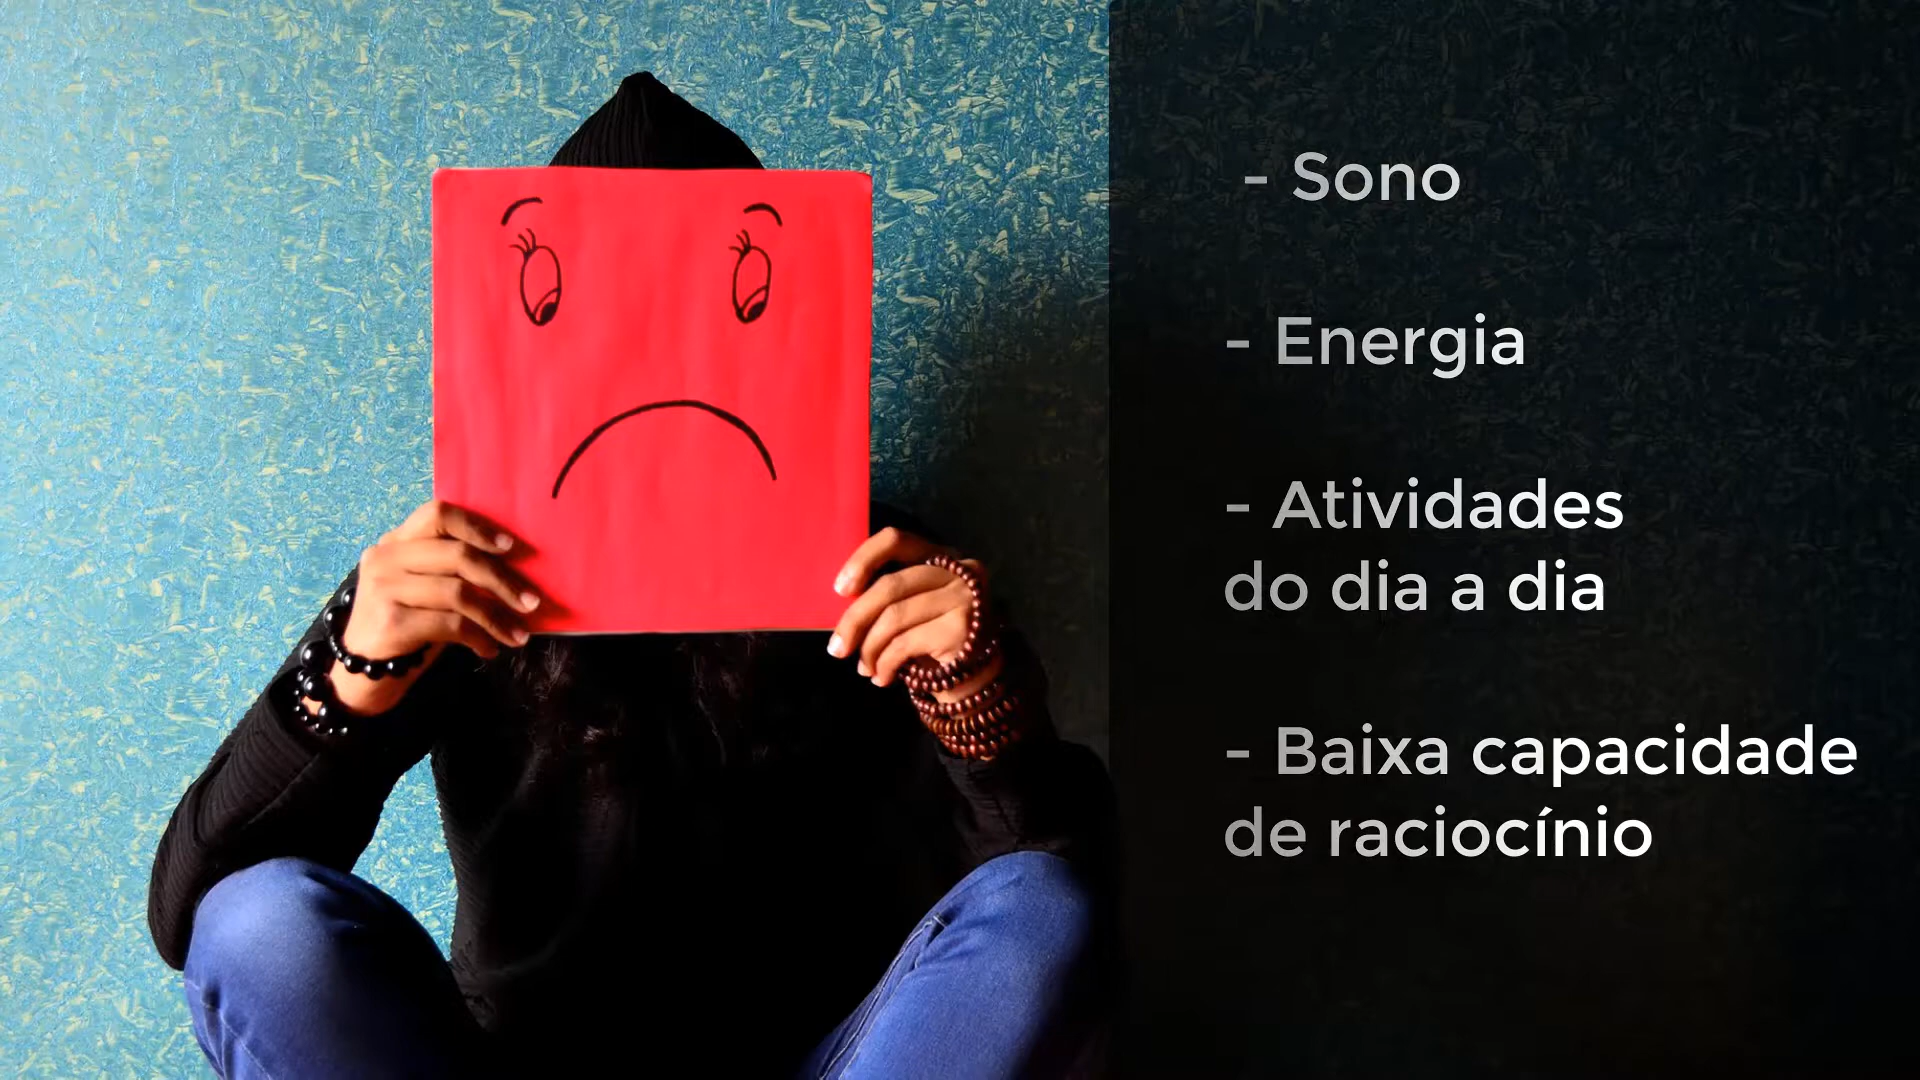 - Sono
- Energia
- Atividades
do dia a dia
- Baixa capacidade
de raciocínio